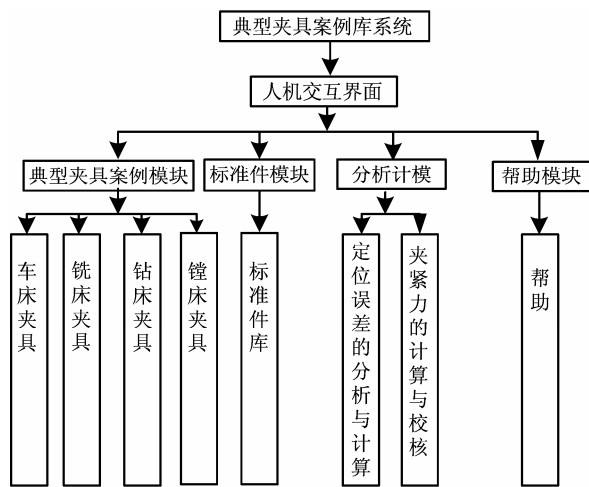 典型夹具案例库系统
人机交互界面
典型夹具案例模块
标准件模块
分析计模
帮助模块
车床夹具
铣床夹具
钻床夹具
镗床夹具
标准件库
定位误差的分析与计算
夹紧力的计算与校核
帮助